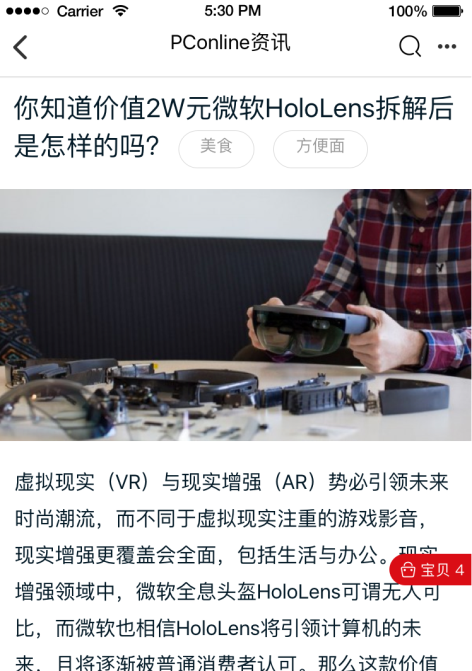 Carrier 5:30 PM 100%
PConline资讯
你知道价值2W元微软HoloLens拆解后
是怎样的吗? 美食 方便面
虚拟现实（VR）与现实增强（AR）势必引领未来
时尚潮流，而不同于虚拟现实注重的游戏影音，
现实增强更覆盖会全面，包括生活与办公。现实
宝贝 4
增强领域中，微软全息头盔HoloLens可谓无人可
比，而微软也相信HoloLens将引领计算机的未
来，且将逐渐被普通消费者认可。那么这款价值